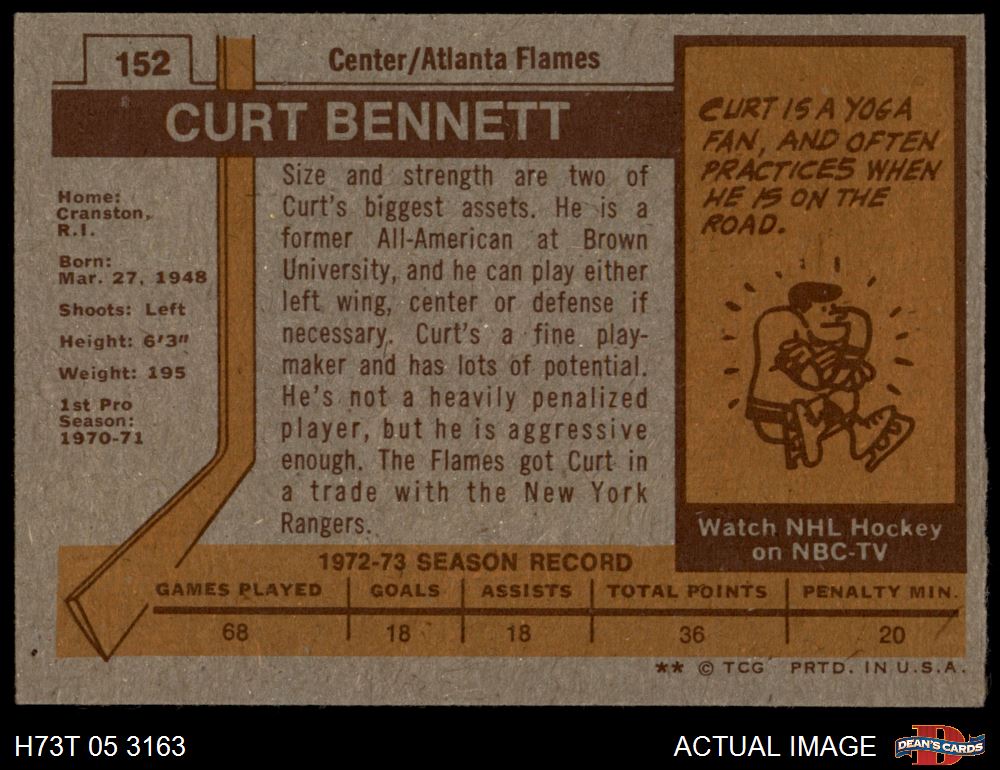 152
Center/Atlanta Flames
CURT BENNETT
Home:
Cranston,
R.I.
Born:
Mar. 27, 1948
Shoots: Left
Height: 6'3"
Weight: 195
1st Pro
Season:
1970-71
Size and strength are two of
Curt's biggest assets. He is a
former All-American at Brown
University, and he can play either
left wing, center or defense if
necessary. Curt's a fine play-
maker and has lots of potential.
He's not a heavily penalized
player, but he is aggressive
enough. The Flames got Curt in
a trade with the New York
Rangers.
CURT IS A YOGA
FAN, AND OFTEN
PRACTICES WHEN
HE IS ON THE
ROAD.
Watch NHL Hockey
on NBC-TV
1972-73 SEASON RECORD
GAMES PLAYED GOALS ASSISTS TOTAL POINTS PENALTY MIN.
68 18 18 36 20
** © TCG PRTD. IN U.S.A.
H73T 05 3163
ACTUAL IMAGE
D
DEAN'S CARDS